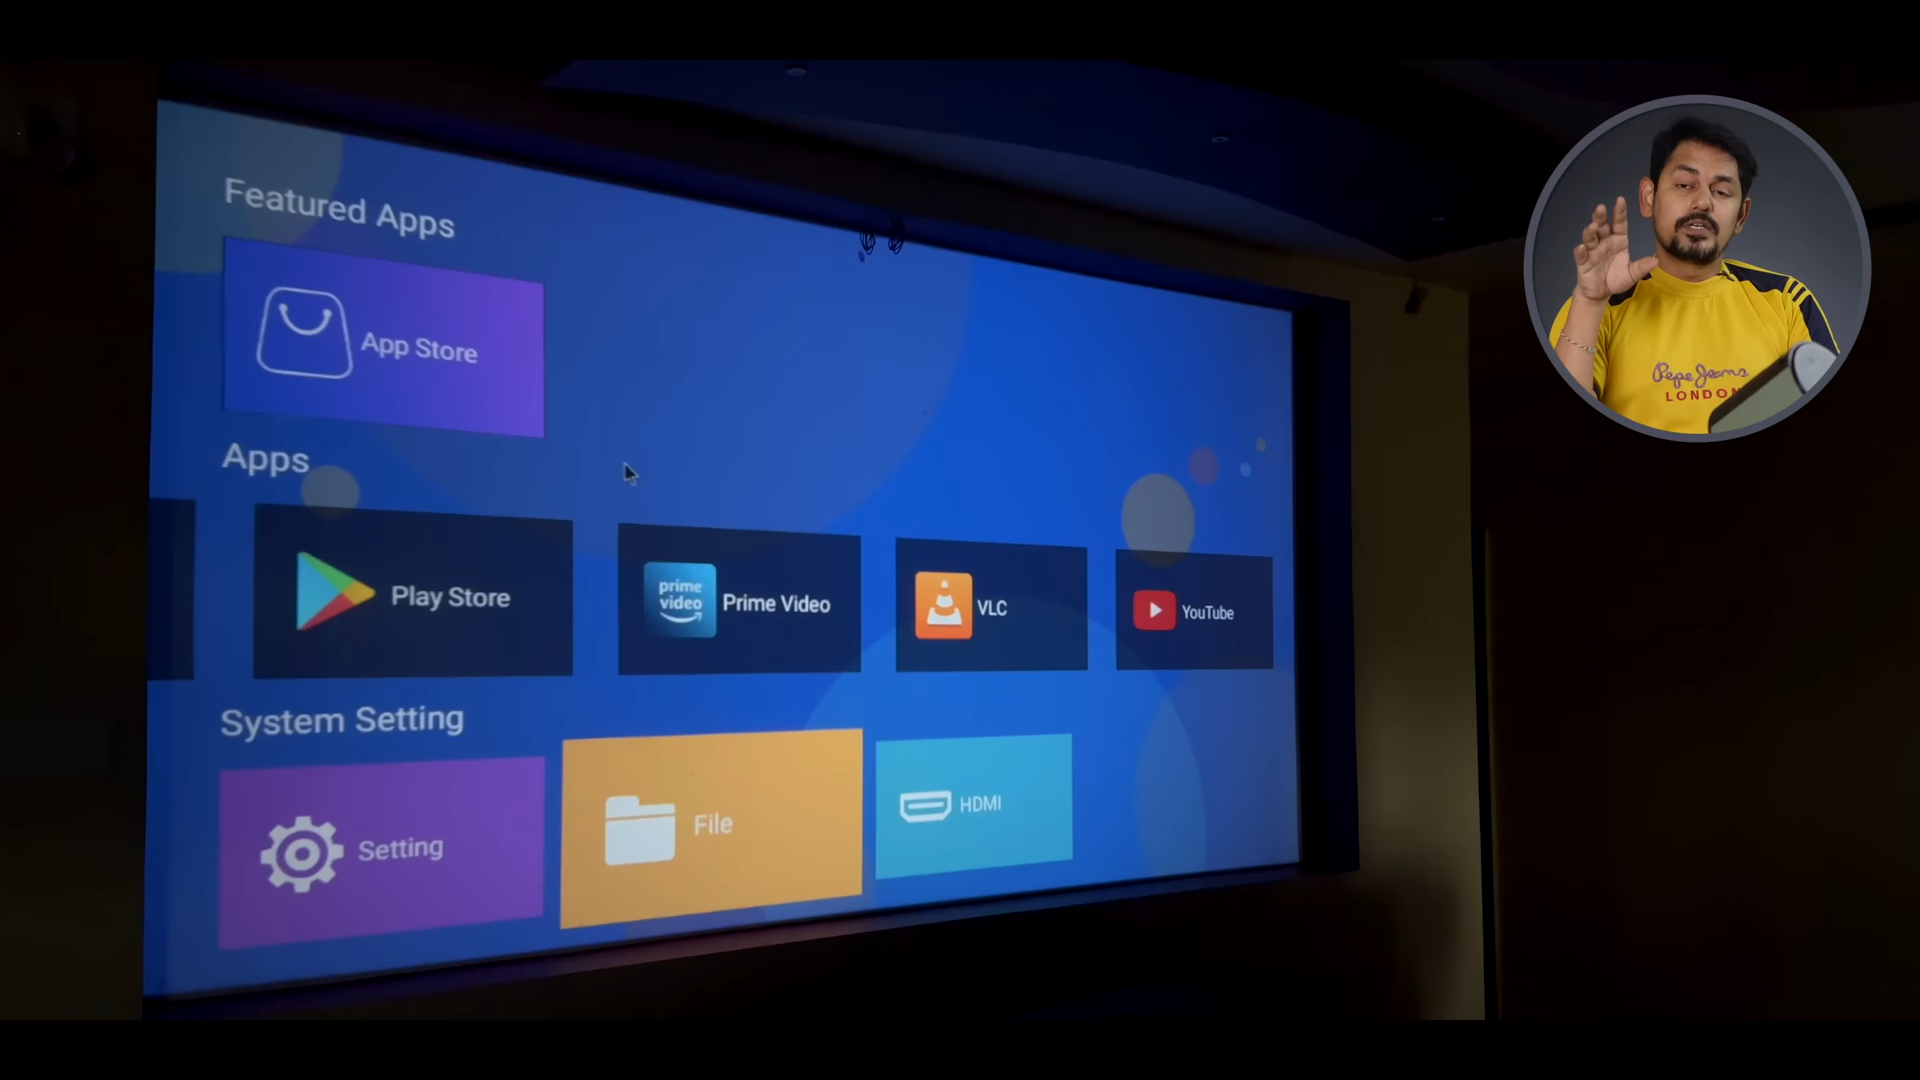 Featured Apps
App Store
Apps
Play Store
prime
video
Prime Video
VLC
YouTube
System Setting
Setting
File
HDMI
Pepe Jeans
LONDON